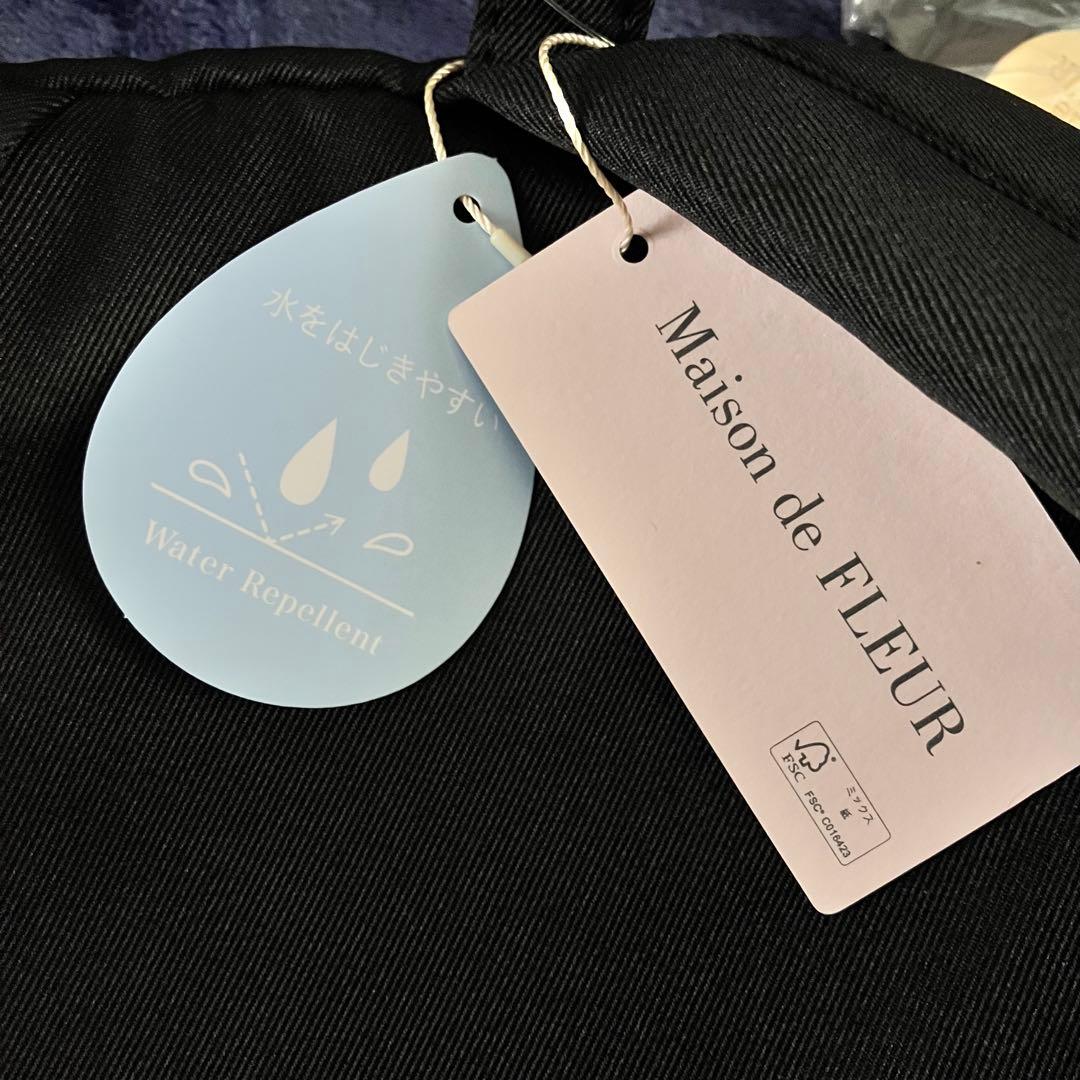 水をはじきやすい
Water Repellent
Maison de FLEUR
FSC
ミックス
紙
FSC® C016423